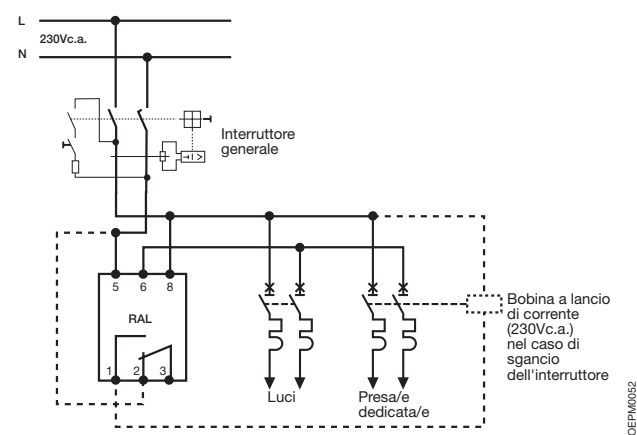 L
230Vc.a.
N
Interruttore
generale
5 6 8
RAL
1 2 3
Luci
Presa/e
dedicata/e
Bobina a lancio
di corrente
(230Vc.a.)
nel caso di
sgancio
dell'interruttore
DEPM0052